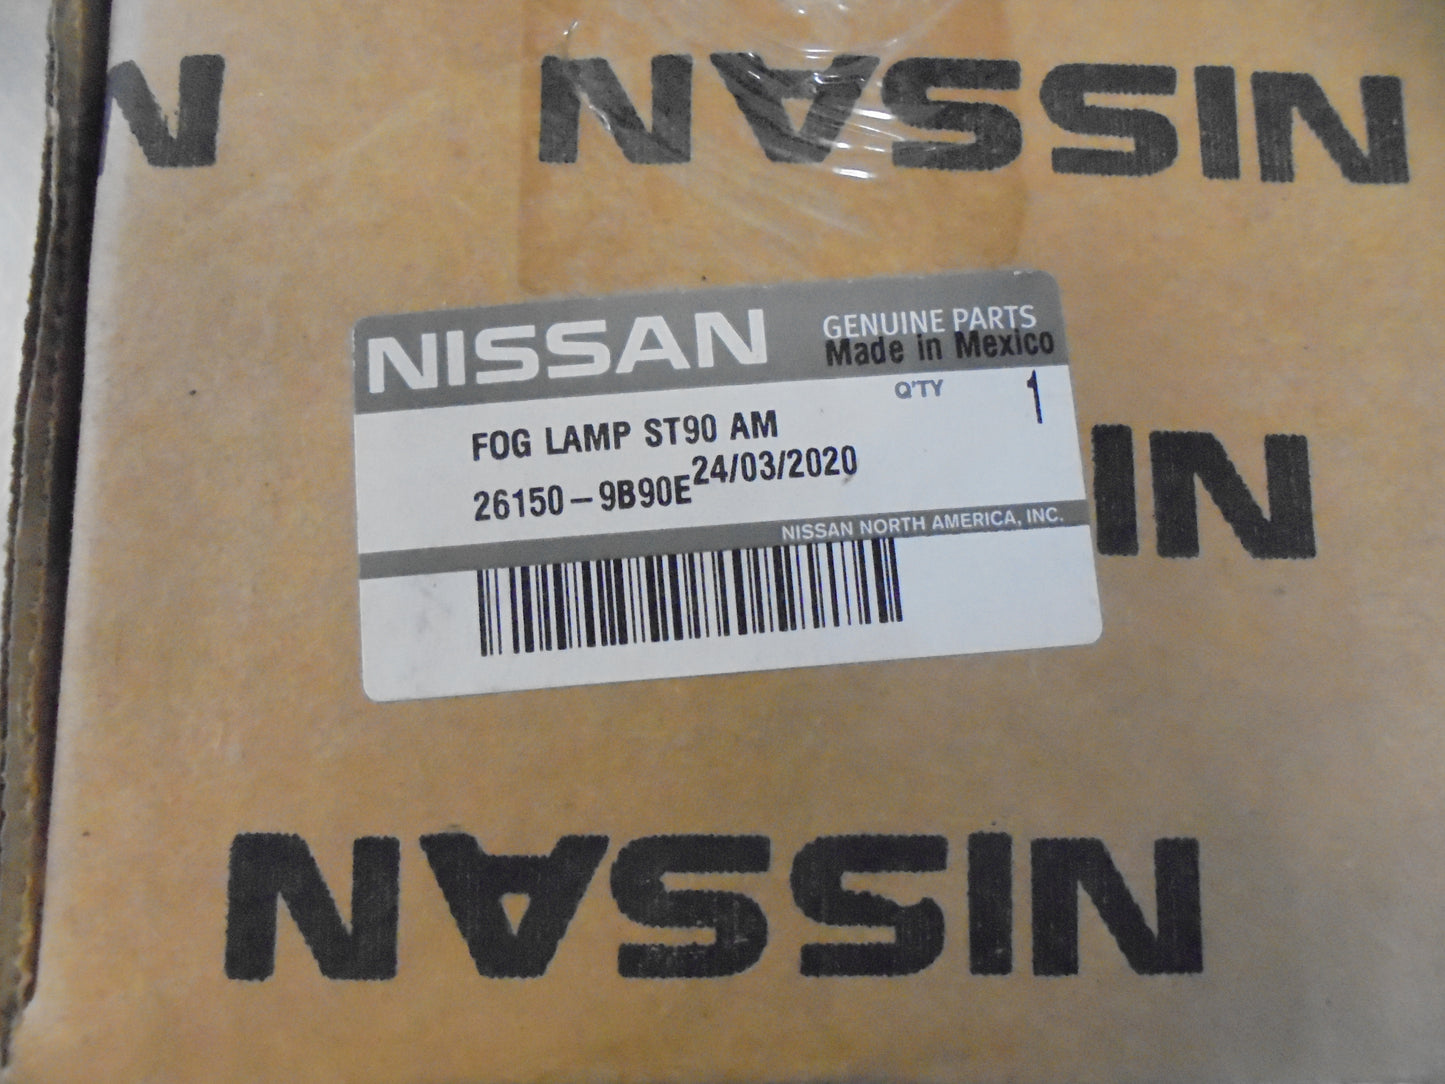 N NISSAN
NISSAN GENUINE PARTS
Made in Mexico
Q'TY 1
FOG LAMP ST90 AM
26150-9B90E 24/03/2020
NISSAN NORTH AMERICA, INC.
NI
NISSAN